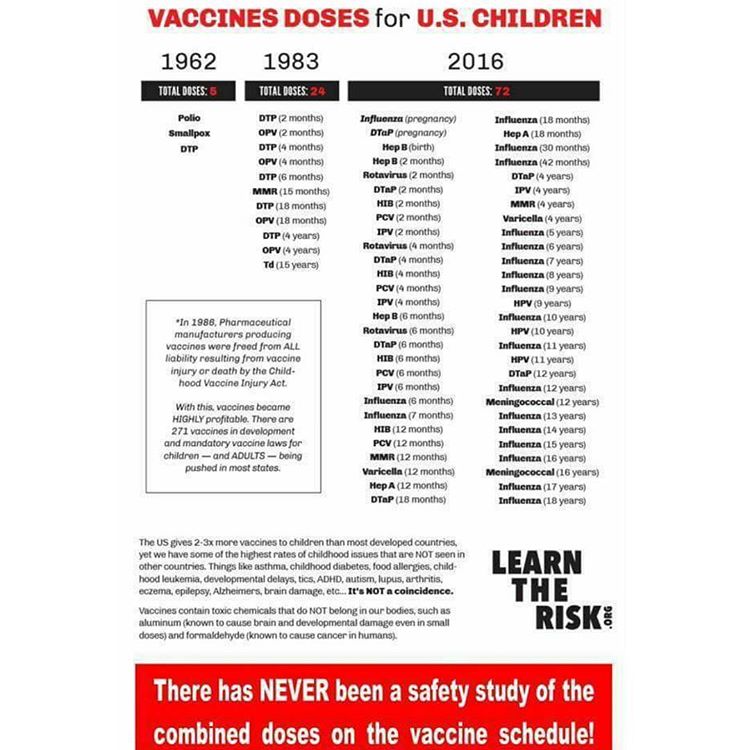 VACCINES DOSES for U.S. CHILDREN
1962
TOTAL DOSES: 5
Polio
Smallpox
DTP
1983
TOTAL DOSES: 24
DTP (2 months)
OPV (2 months)
DTP (4 months)
OPV (4 months)
DTP (6 months)
MMR (15 months)
DTP (18 months)
OPV (18 months)
DTP (4 years)
OPV (4 years)
Td (15 years)
2016
TOTAL DOSES: 72
Influenza (pregnancy)
DTaP (pregnancy)
Hep B (birth)
Hep B (2 months)
Rotavirus (2 months)
DTaP (2 months)
HIB (2 months)
PCV (2 months)
IPV (2 months)
Rotavirus (4 months)
DTaP (4 months)
HIB (4 months)
PCV (4 months)
IPV (4 months)
Hep B (6 months)
Rotavirus (6 months)
DTaP (6 months)
HIB (6 months)
PCV (6 months)
IPV (6 months)
Influenza (6 months)
Influenza (7 months)
HIB (12 months)
PCV (12 months)
MMR (12 months)
Varicella (12 months)
Hep A (12 months)
DTaP (18 months)
Influenza (18 months)
Hep A (18 months)
Influenza (30 months)
Influenza (42 months)
DTaP (4 years)
IPV (4 years)
MMR (4 years)
Varicella (4 years)
Influenza (5 years)
Influenza (6 years)
Influenza (7 years)
Influenza (8 years)
Influenza (9 years)
HPV (9 years)
Influenza (10 years)
HPV (10 years)
Influenza (11 years)
HPV (11 years)
DTaP (12 years)
Influenza (12 years)
Meningococcal (12 years)
Influenza (13 years)
Influenza (14 years)
Influenza (15 years)
Influenza (16 years)
Meningococcal (16 years)
Influenza (17 years)
Influenza (18 years)
*In 1986, Pharmaceutical
manufacturers producing
vaccines were freed from ALL
liability resulting from vaccine
injury or death by the Child-
hood Vaccine Injury Act.
With this, vaccines became
HIGHLY profitable. There are
271 vaccines in development
and mandatory vaccine laws for
children — and ADULTS — being
pushed in most states.
The US gives 2-3x more vaccines to children than most developed countries,
yet we have some of the highest rates of childhood issues that are NOT seen in
other countries. Things like asthma, childhood diabetes, food allergies, child-
hood leukemia, developmental delays, tics, ADHD, autism, lupus, arthritis,
eczema, epilepsy, Alzheimers, brain damage, etc... It's NOT a coincidence.
Vaccines contain toxic chemicals that do NOT belong in our bodies, such as
aluminum (known to cause brain and developmental damage even in small
doses) and formaldehyde (known to cause cancer in humans).
LEARN
THE
RISK.ORG
There has NEVER been a safety study of the
combined doses on the vaccine schedule!